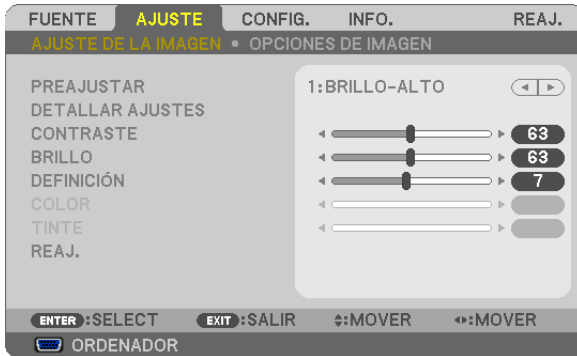 FUENTE AJUSTE CONFIG. INFO. REAJ.
AJUSTE DE LA IMAGEN • OPCIONES DE IMAGEN
PREAJUSTAR 1:BRILLO-ALTO
DETALLAR AJUSTES
CONTRASTE 63
BRILLO 63
DEFINICIÓN 7
COLOR
TINTE
REAJ.
ENTER :SELECT EXIT :SALIR :MOVER :MOVER
ORDENADOR